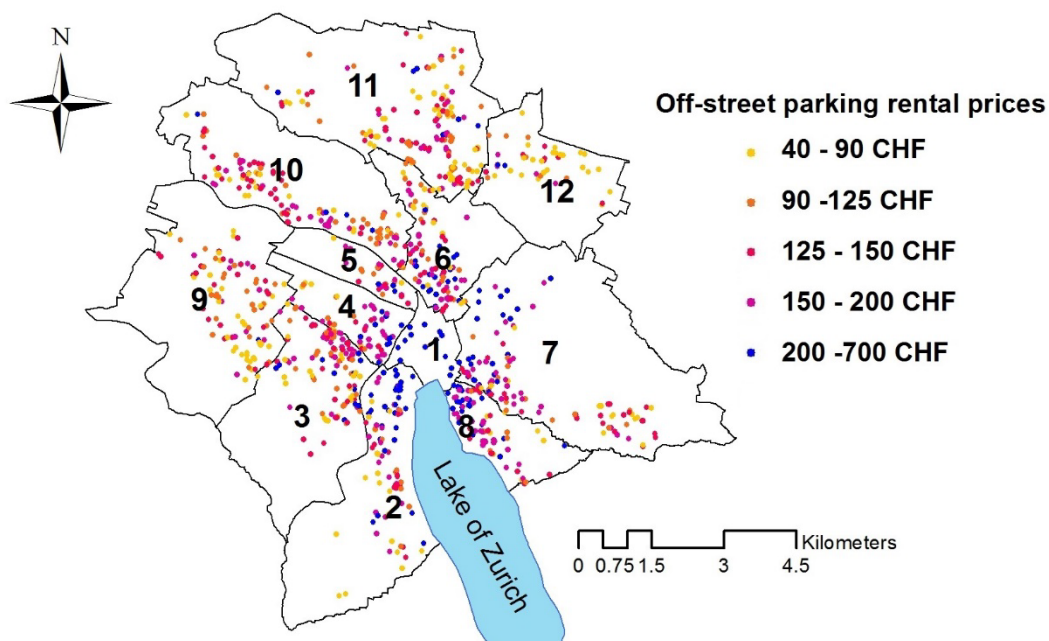 N
11
10
12
5
6
9
4
1
7
3
8
2
Lake of Zurich
Off-street parking rental prices
40 - 90 CHF
90 -125 CHF
125 - 150 CHF
150 - 200 CHF
200 -700 CHF
Kilometers
0 0.75 1.5 3 4.5